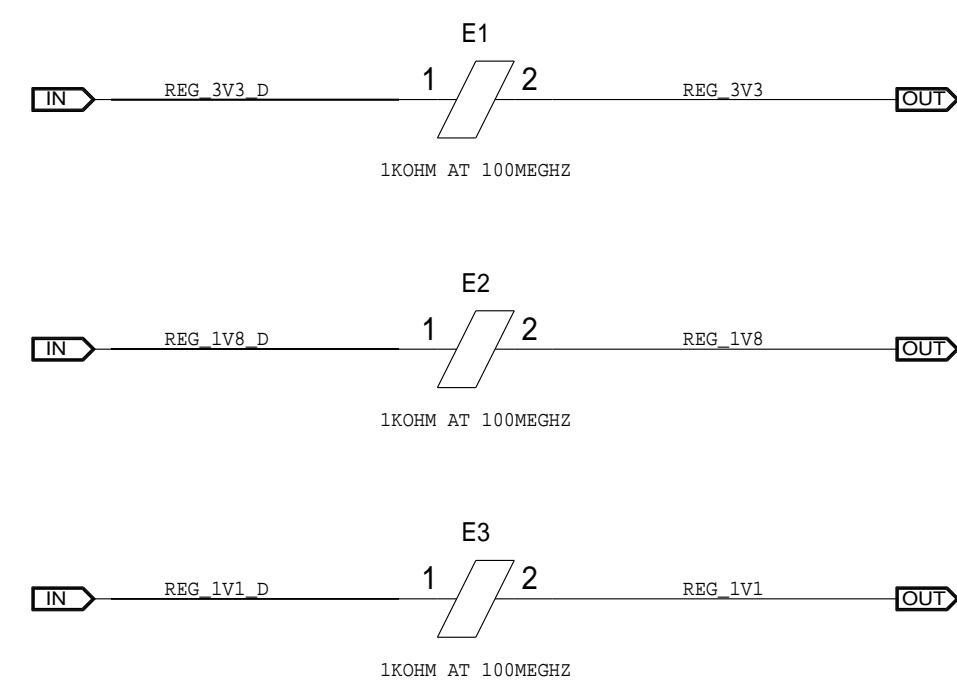 E1
IN REG_3V3_D 1 2 REG_3V3 OUT
1KOHM AT 100MEGHZ
E2
IN REG_1V8_D 1 2 REG_1V8 OUT
1KOHM AT 100MEGHZ
E3
IN REG_1V1_D 1 2 REG_1V1 OUT
1KOHM AT 100MEGHZ